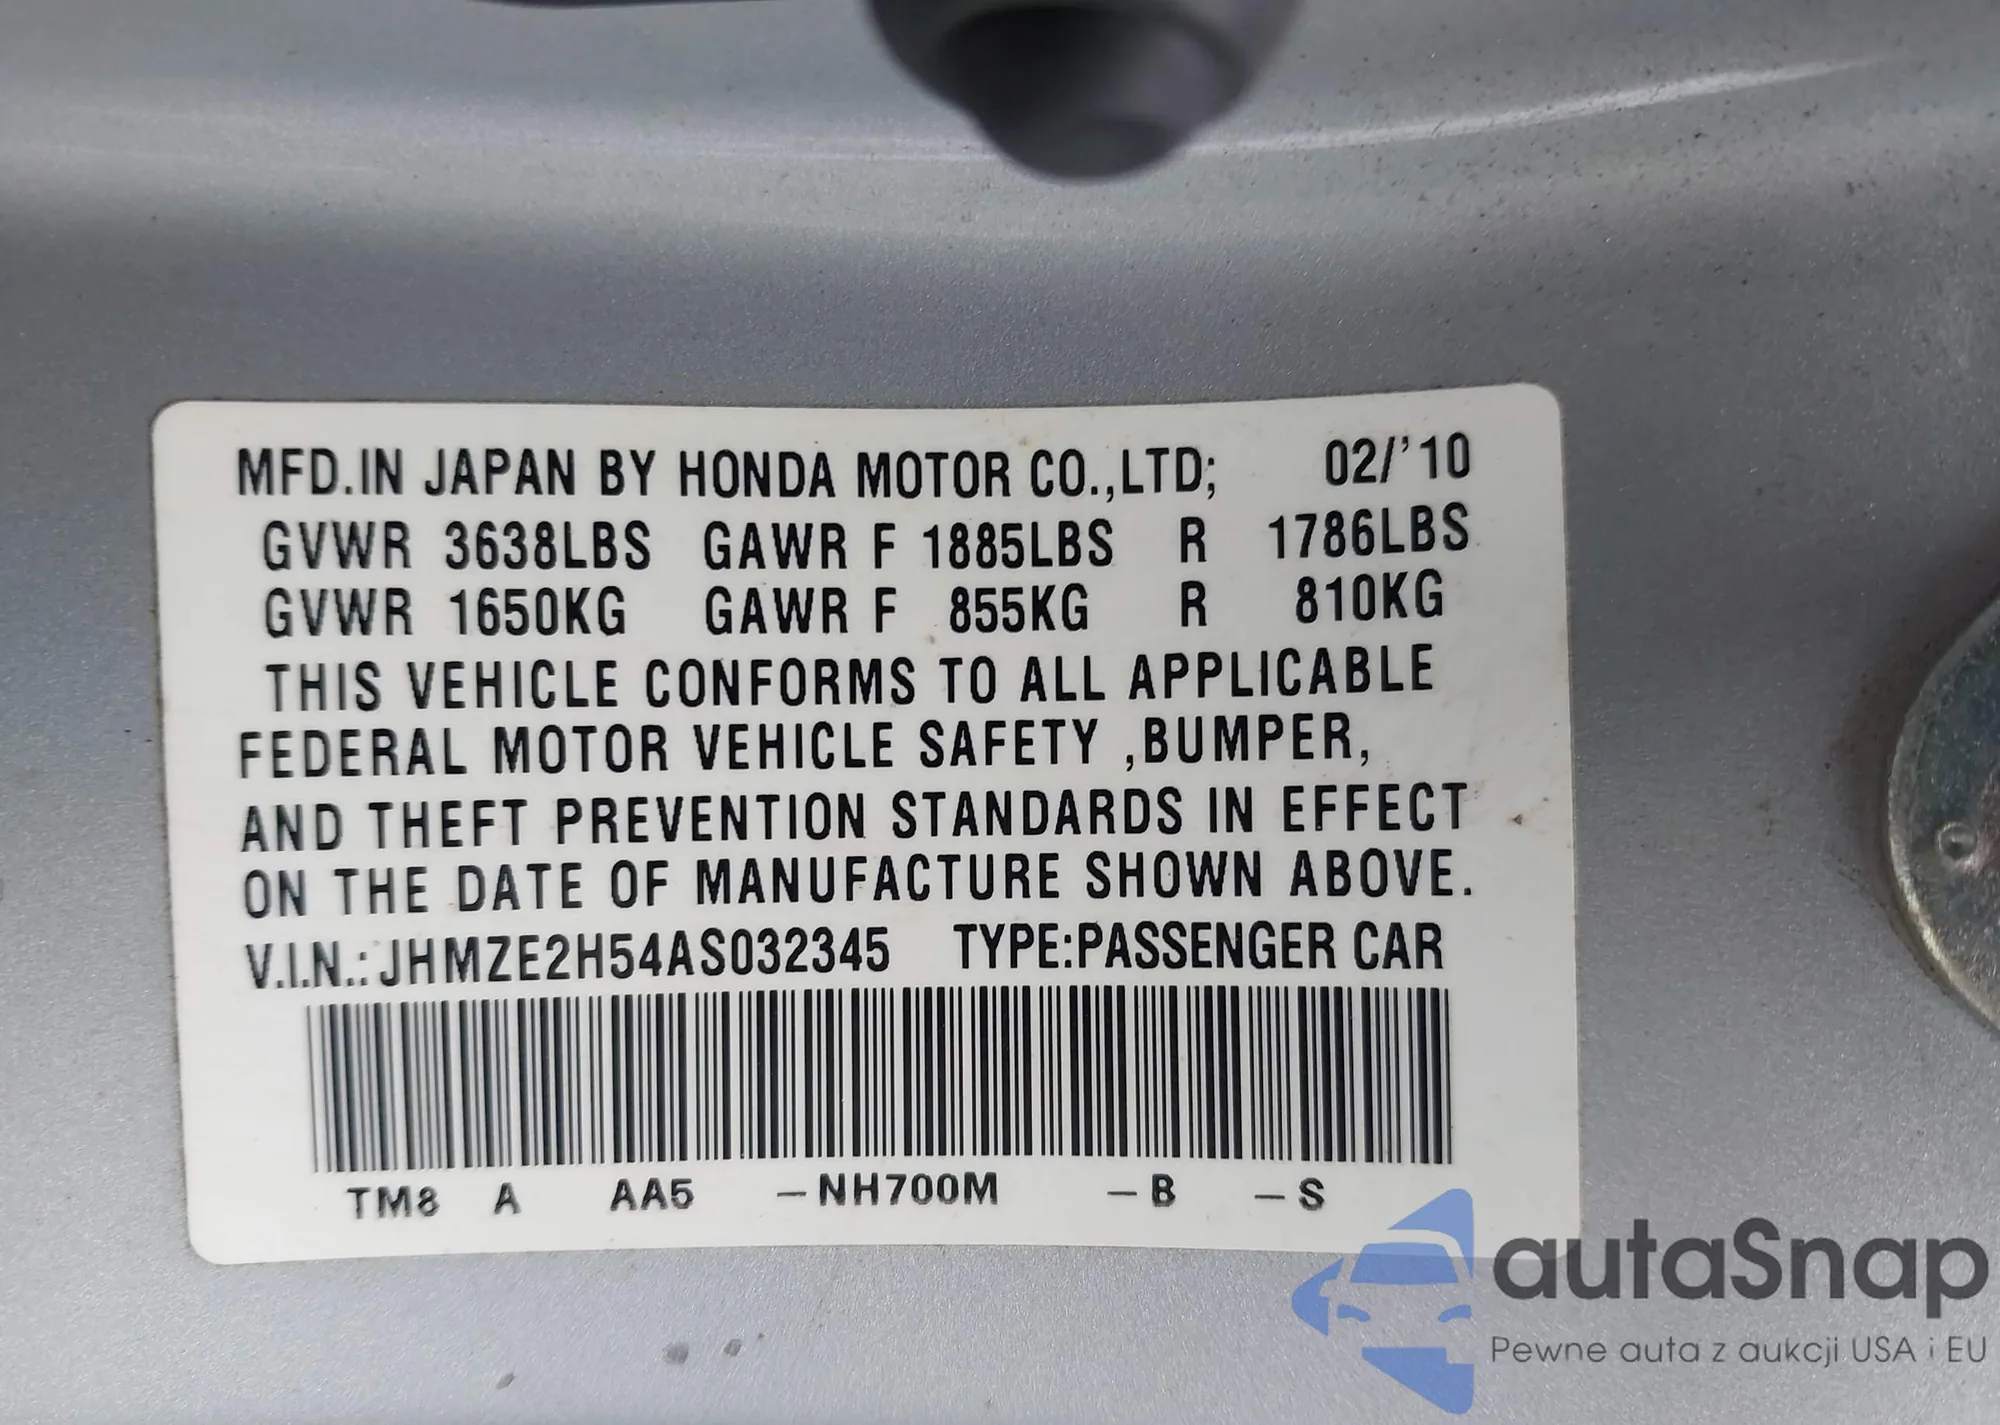 MFD.IN JAPAN BY HONDA MOTOR CO.,LTD; 02/'10
GVWR 3638LBS GAWR F 1885LBS R 1786LBS
GVWR 1650KG GAWR F 855KG R 810KG
THIS VEHICLE CONFORMS TO ALL APPLICABLE
FEDERAL MOTOR VEHICLE SAFETY ,BUMPER,
AND THEFT PREVENTION STANDARDS IN EFFECT
ON THE DATE OF MANUFACTURE SHOWN ABOVE.
V.I.N.:JHMZE2H54AS032345 TYPE:PASSENGER CAR
TM8 A AA5 -NH700M -B -S
autaSnap
Pewne auta z aukcji USA i EU